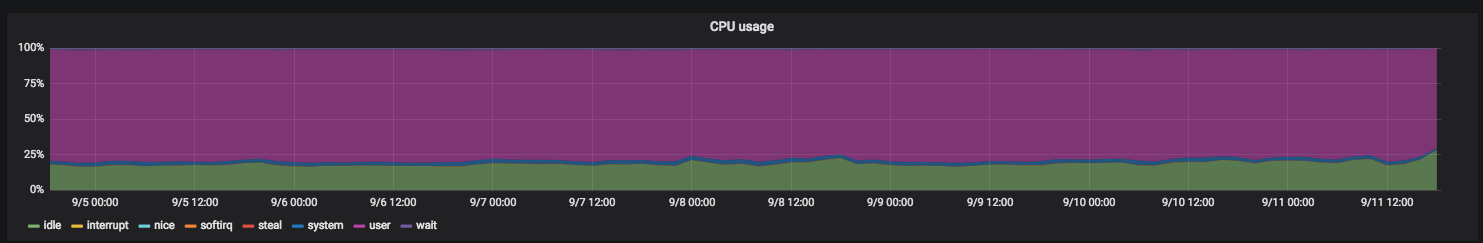 CPU usage
100%
75%
50%
25%
0%
9/5 00:00 9/5 12:00 9/6 00:00 9/6 12:00 9/7 00:00 9/7 12:00 9/8 00:00 9/8 12:00 9/9 00:00 9/9 12:00 9/10 00:00 9/10 12:00 9/11 00:00 9/11 12:00
idle interrupt nice softirq steal system user wait